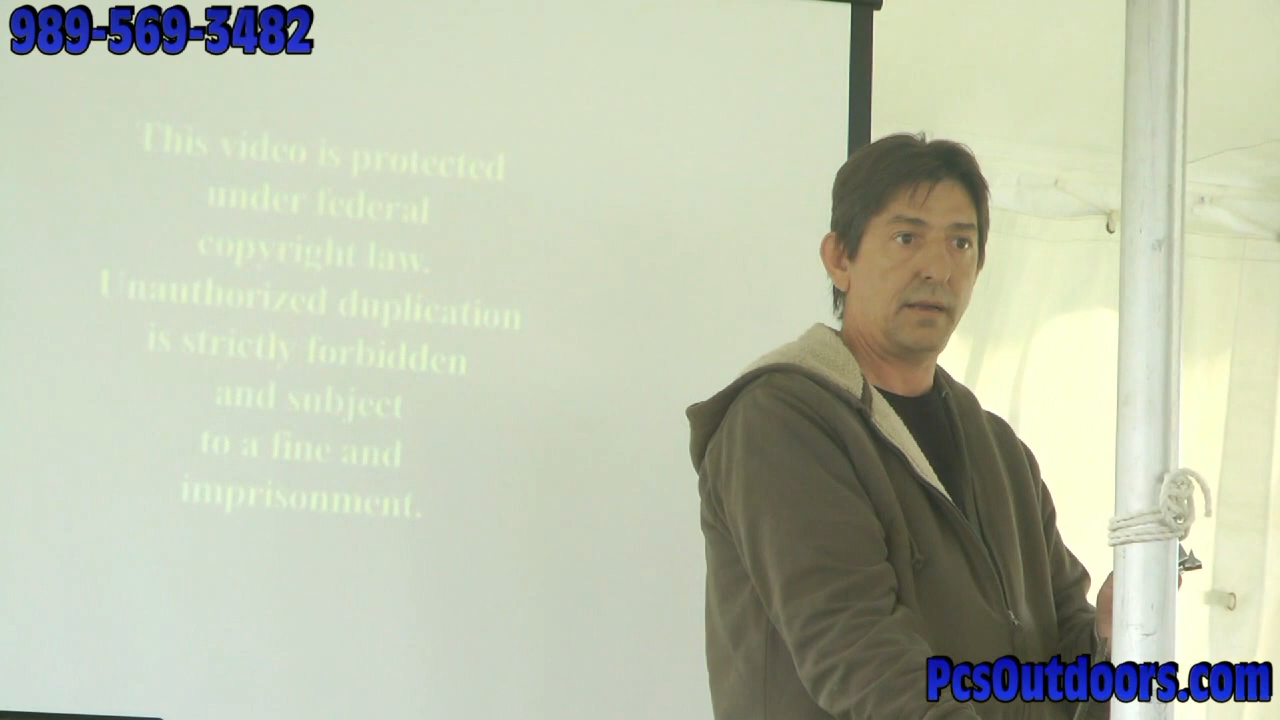 989-569-3482
This video is protected
under federal
copyright law.
Unauthorized duplication
is strictly forbidden
and subject
to a fine and
imprisonment.
PcsOutdoors.com